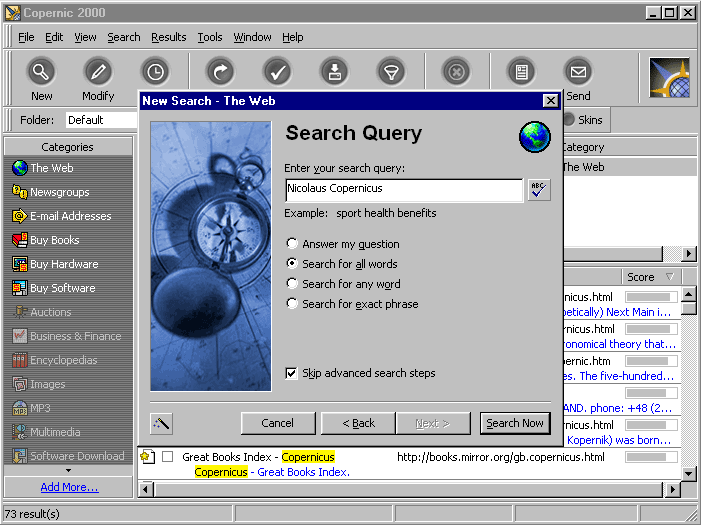 Copernic 2000
File Edit View Search Results Tools Window Help
New Modify Send
Folder: Default Skins
Categories
The Web
Newsgroups
E-mail Addresses
Buy Books
Buy Hardware
Buy Software
Auctions
Business & Finance
Encyclopedias
Images
MP3
Multimedia
Software Download
Add More...
New Search - The Web
Search Query
Enter your search query:
Nicolaus Copernicus
ABC
Example: sport health benefits
Answer my question
Search for all words
Search for any word
Search for exact phrase
Skip advanced search steps
Cancel < Back Next > Search Now
Category
The Web
Score
nicus.html
betically) Next Main i...
rnicus.html
ronomical theory that...
pernic.htm
es. The five-hundred...
AND. phone: +48 (2...
Kopernik) was born...
Great Books Index - Copernicus http://books.mirror.org/gb.copernicus.html
Copernicus - Great Books Index.
73 result(s)